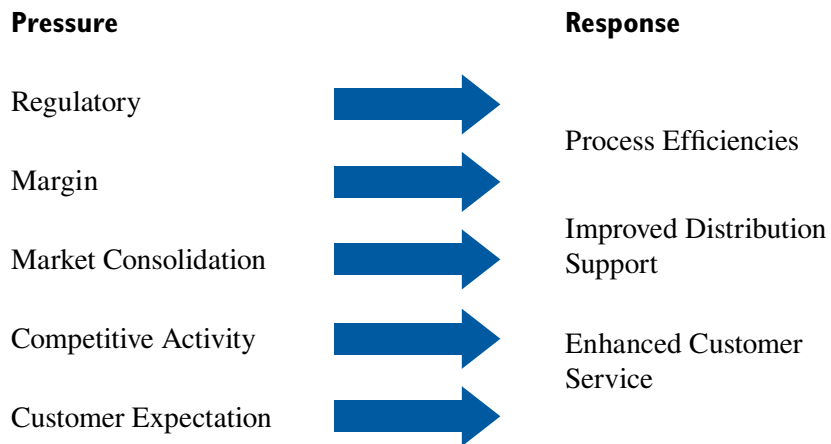 Pressure
Response
Regulatory
Process Efficiencies
Margin
Improved Distribution
Support
Market Consolidation
Competitive Activity
Enhanced Customer
Service
Customer Expectation